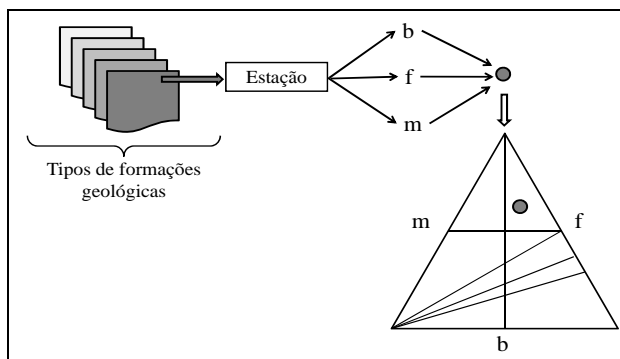 b
Estação
f
m
Tipos de formações
geológicas
m
f
b